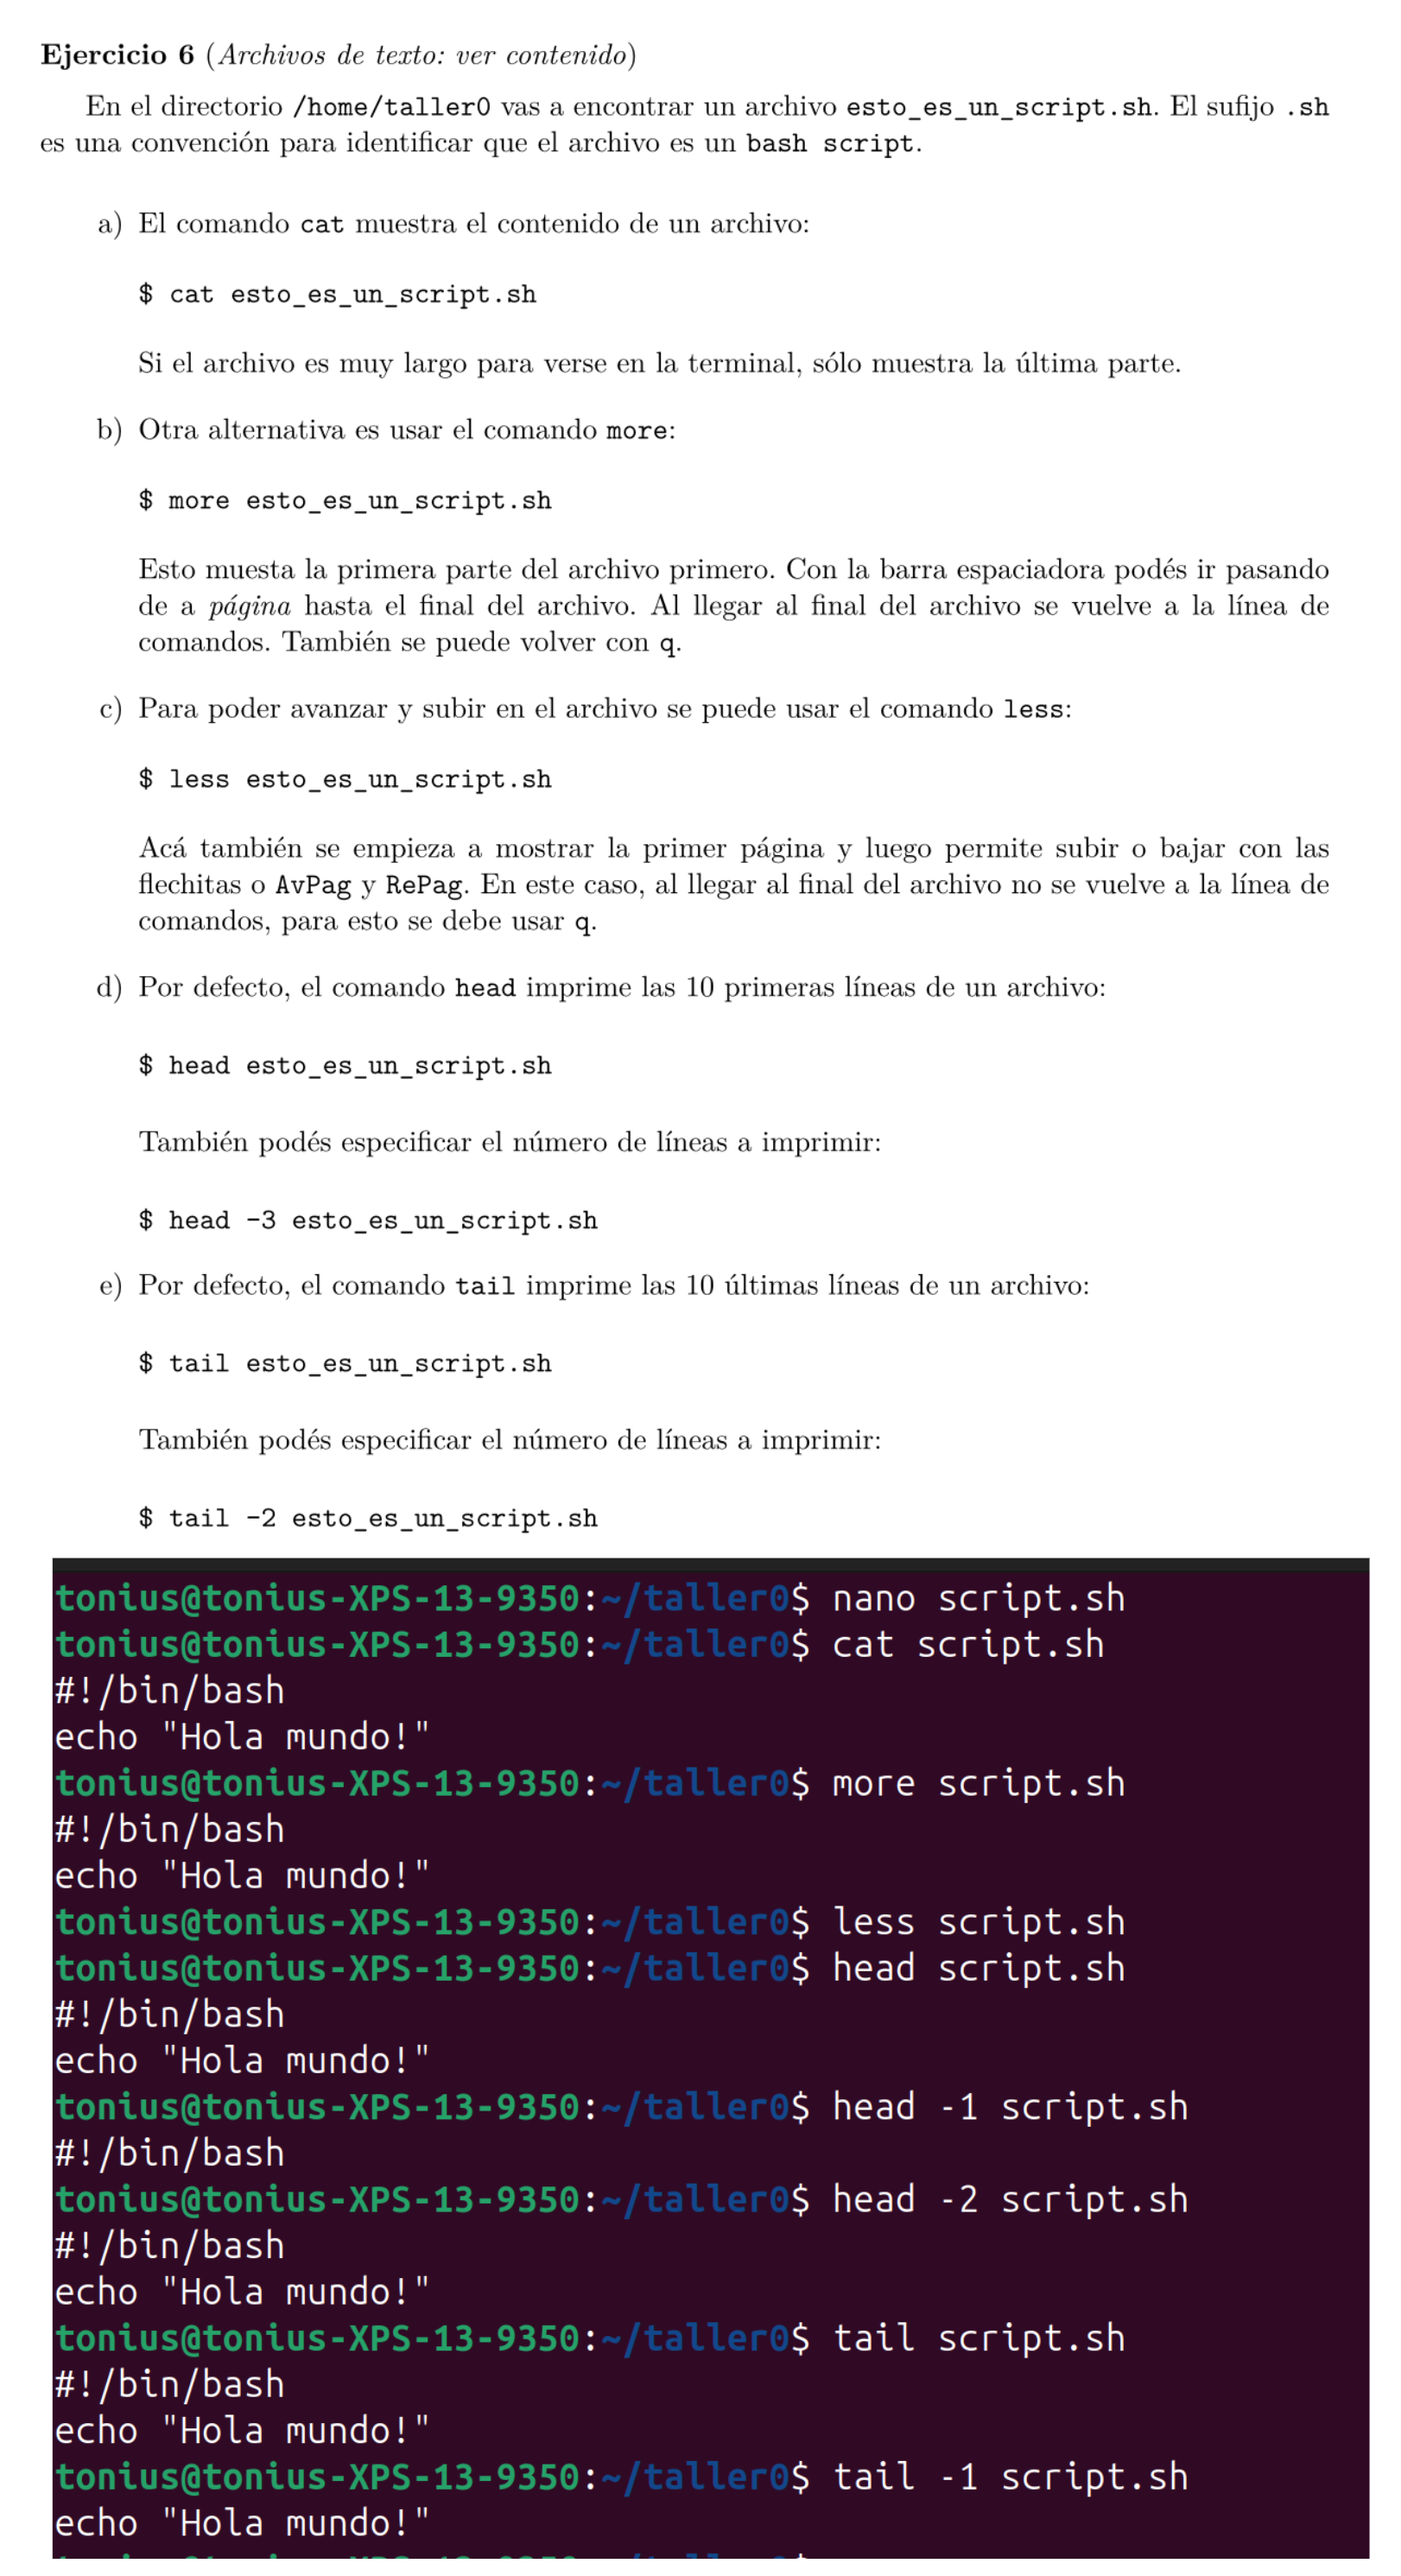 Ejercicio 6 (Archivos de texto: ver contenido)
En el directorio /home/taller0 vas a encontrar un archivo esto_es_un_script.sh. El sufijo .sh
es una convención para identificar que el archivo es un bash script.
a) El comando cat muestra el contenido de un archivo:
$ cat esto_es_un_script.sh
Si el archivo es muy largo para verse en la terminal, sólo muestra la última parte.
b) Otra alternativa es usar el comando more:
$ more esto_es_un_script.sh
Esto muesta la primera parte del archivo primero. Con la barra espaciadora podés ir pasando
de a página hasta el final del archivo. Al llegar al final del archivo se vuelve a la línea de
comandos. También se puede volver con q.
c) Para poder avanzar y subir en el archivo se puede usar el comando less:
$ less esto_es_un_script.sh
Acá también se empieza a mostrar la primer página y luego permite subir o bajar con las
flechitas o AvPag y RePag. En este caso, al llegar al final del archivo no se vuelve a la línea de
comandos, para esto se debe usar q.
d) Por defecto, el comando head imprime las 10 primeras líneas de un archivo:
$ head esto_es_un_script.sh
También podés especificar el número de líneas a imprimir:
$ head -3 esto_es_un_script.sh
e) Por defecto, el comando tail imprime las 10 últimas líneas de un archivo:
$ tail esto_es_un_script.sh
También podés especificar el número de líneas a imprimir:
$ tail -2 esto_es_un_script.sh
tonius@tonius-XPS-13-9350:~/taller0$ nano script.sh
tonius@tonius-XPS-13-9350:~/taller0$ cat script.sh
#!/bin/bash
echo "Hola mundo!"
tonius@tonius-XPS-13-9350:~/taller0$ more script.sh
#!/bin/bash
echo "Hola mundo!"
tonius@tonius-XPS-13-9350:~/taller0$ less script.sh
tonius@tonius-XPS-13-9350:~/taller0$ head script.sh
#!/bin/bash
echo "Hola mundo!"
tonius@tonius-XPS-13-9350:~/taller0$ head -1 script.sh
#!/bin/bash
tonius@tonius-XPS-13-9350:~/taller0$ head -2 script.sh
#!/bin/bash
echo "Hola mundo!"
tonius@tonius-XPS-13-9350:~/taller0$ tail script.sh
#!/bin/bash
echo "Hola mundo!"
tonius@tonius-XPS-13-9350:~/taller0$ tail -1 script.sh
echo "Hola mundo!"